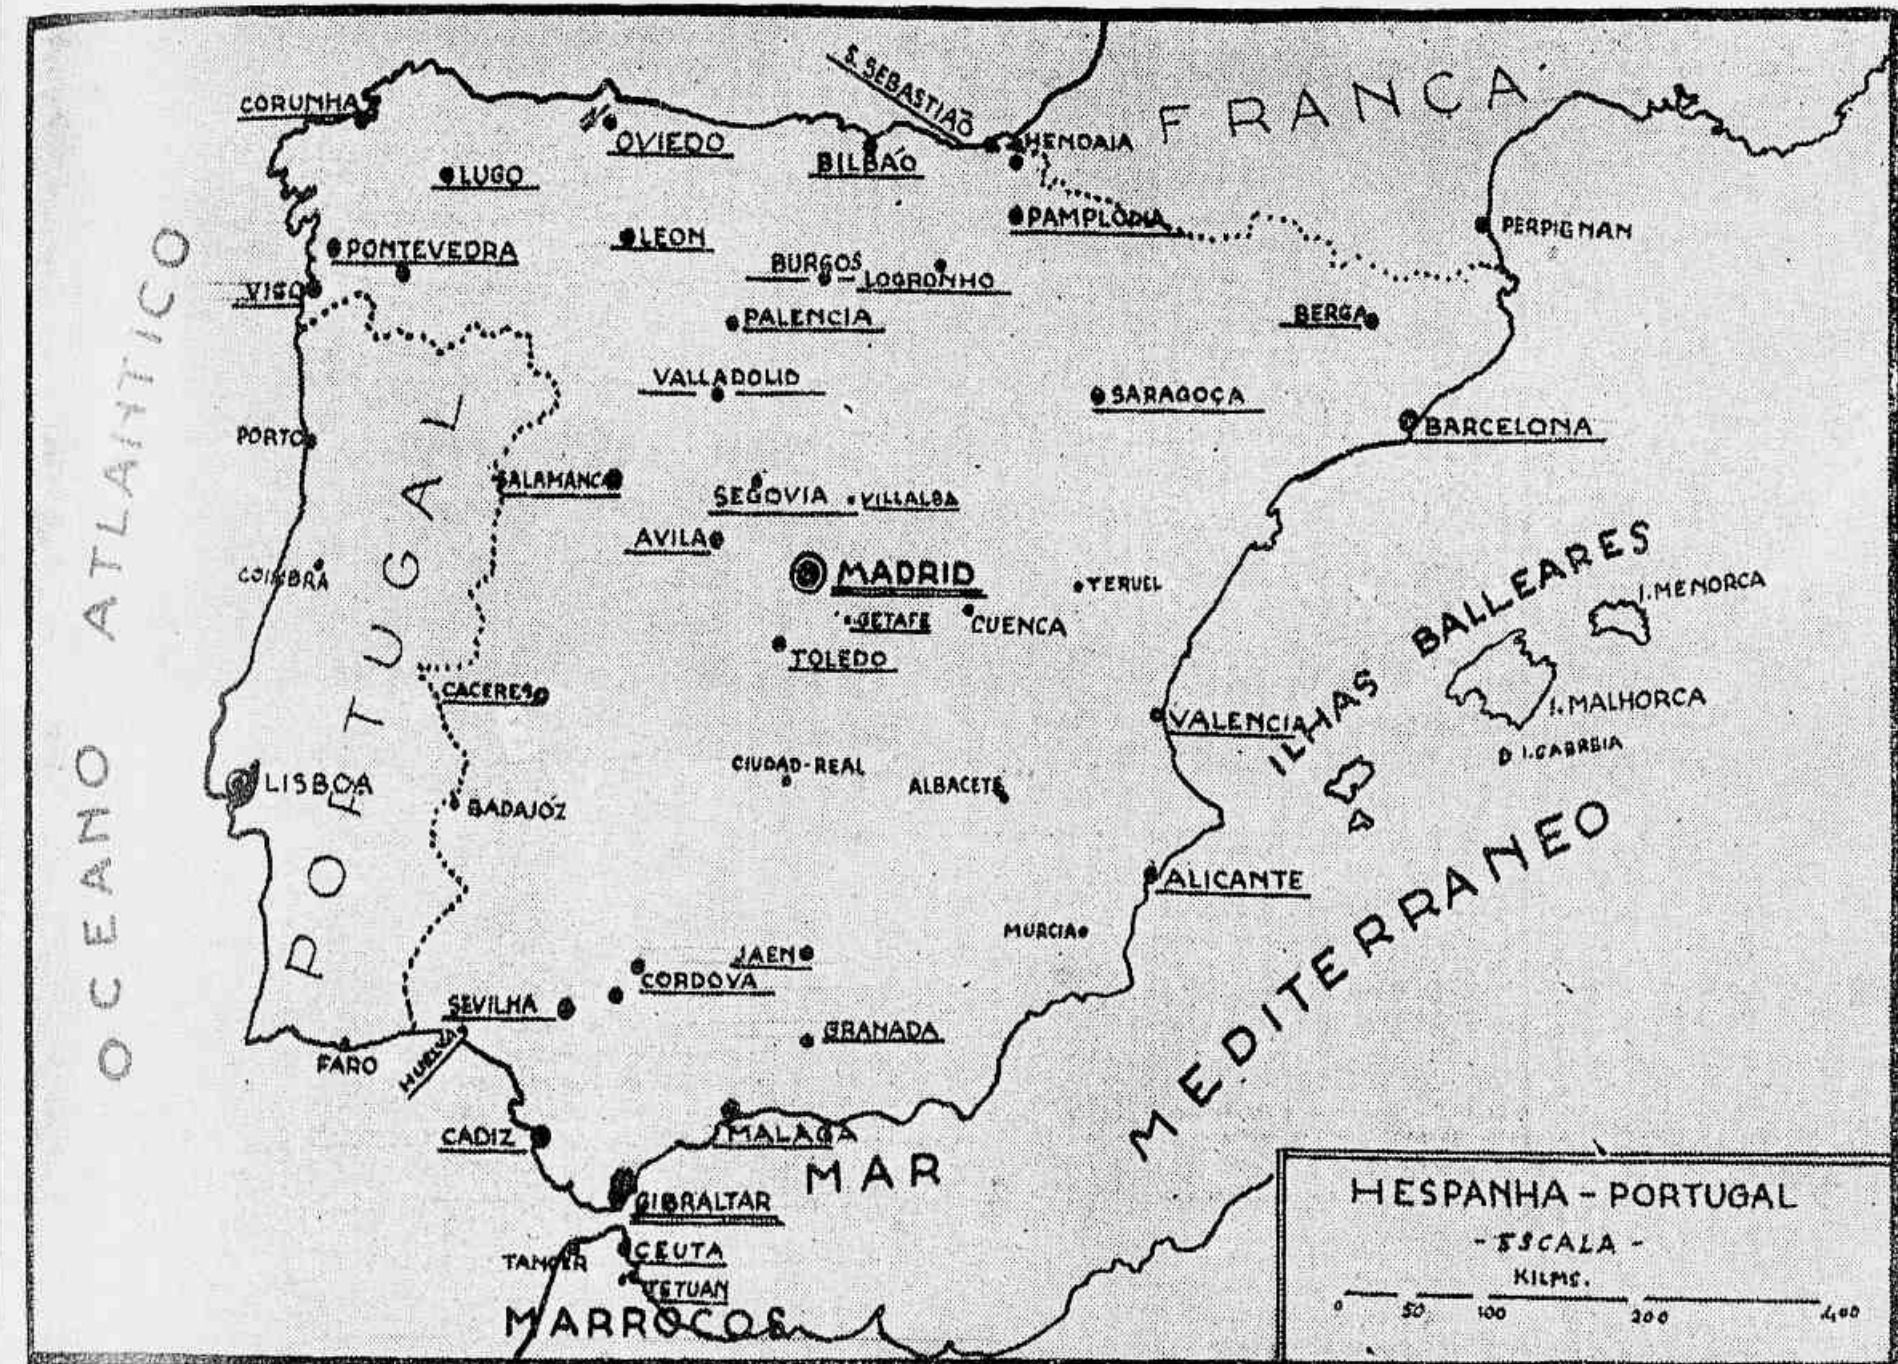 S. SEBASTIÃO
FRANÇA
CORUNHA
OVIEDO
BILBÁO
HENDAIA
LUGO
PAMPLODIA
PERPIGNAN
PONTEVEDRA
LEON
BURGOS
LOGRONHO
VIGO
PALENCIA
BERGA
VALLADOLID
SARAGOÇA
BARCELONA
PORTO
SALAMANCA
SEGOVIA
VILLALBA
AVILA
COIMBRA
MADRID
TERUEL
GETAFE
CUENCA
TOLEDO
CACERES
ILHAS BALLEARES
I. MENORCA
I. MALHORCA
I. CABREIA
VALENCIA
OCEANO ATLANTICO
PORTUGAL
LISBOA
CIUDAD-REAL
ALBACETE
BADAJÓZ
ALICANTE
MURCIA
JAEN
CORDOVA
SEVILHA
GRANADA
FARO
HUELVA
CADIZ
MALAGA
MAR MEDITERRANEO
GIBRALTAR
TANGER
CEUTA
TETUAN
MARROCOS
HESPANHA - PORTUGAL
- ESCALA -
KILMS.
0 50 100 200 400